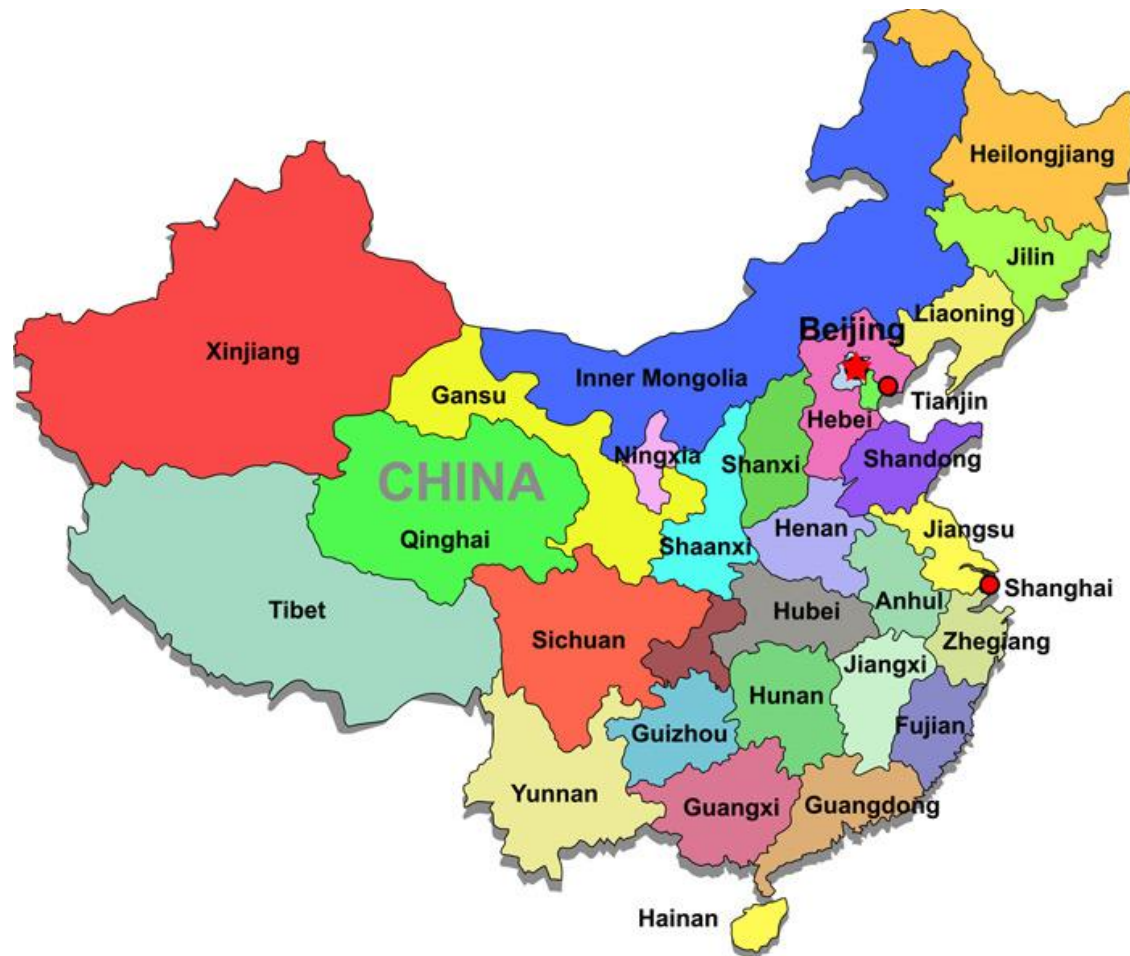 Heilongjiang
Jilin
Liaoning
Beijing
Xinjiang
Inner Mongolia
Gansu
Tianjin
Hebei
Ningxia
Shanxi
Shandong
CHINA
Qinghai
Shaanxi
Henan
Jiangsu
Shanghai
Tibet
Hubei
Anhui
Sichuan
Zhegiang
Jiangxi
Hunan
Guizhou
Fujian
Yunnan
Guangxi
Guangdong
Hainan